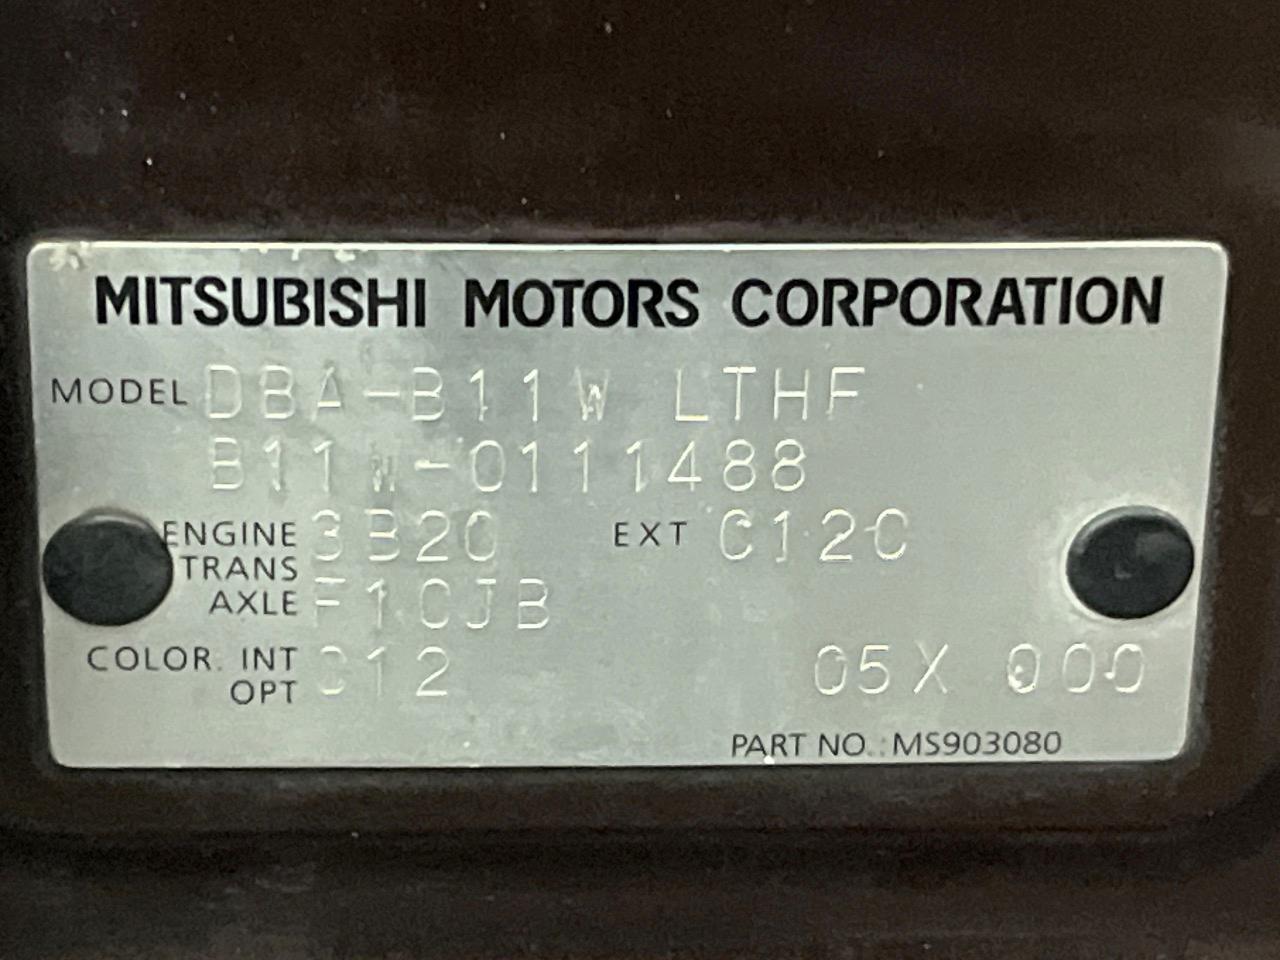 MITSUBISHI MOTORS CORPORATION
MODEL DBA-B11W LTHF
B11W-0111488
ENGINE 3B20 EXT C12C
TRANS
AXLE F1CJB
COLOR: INT C12
OPT 05X 000
PART NO.: MS903080